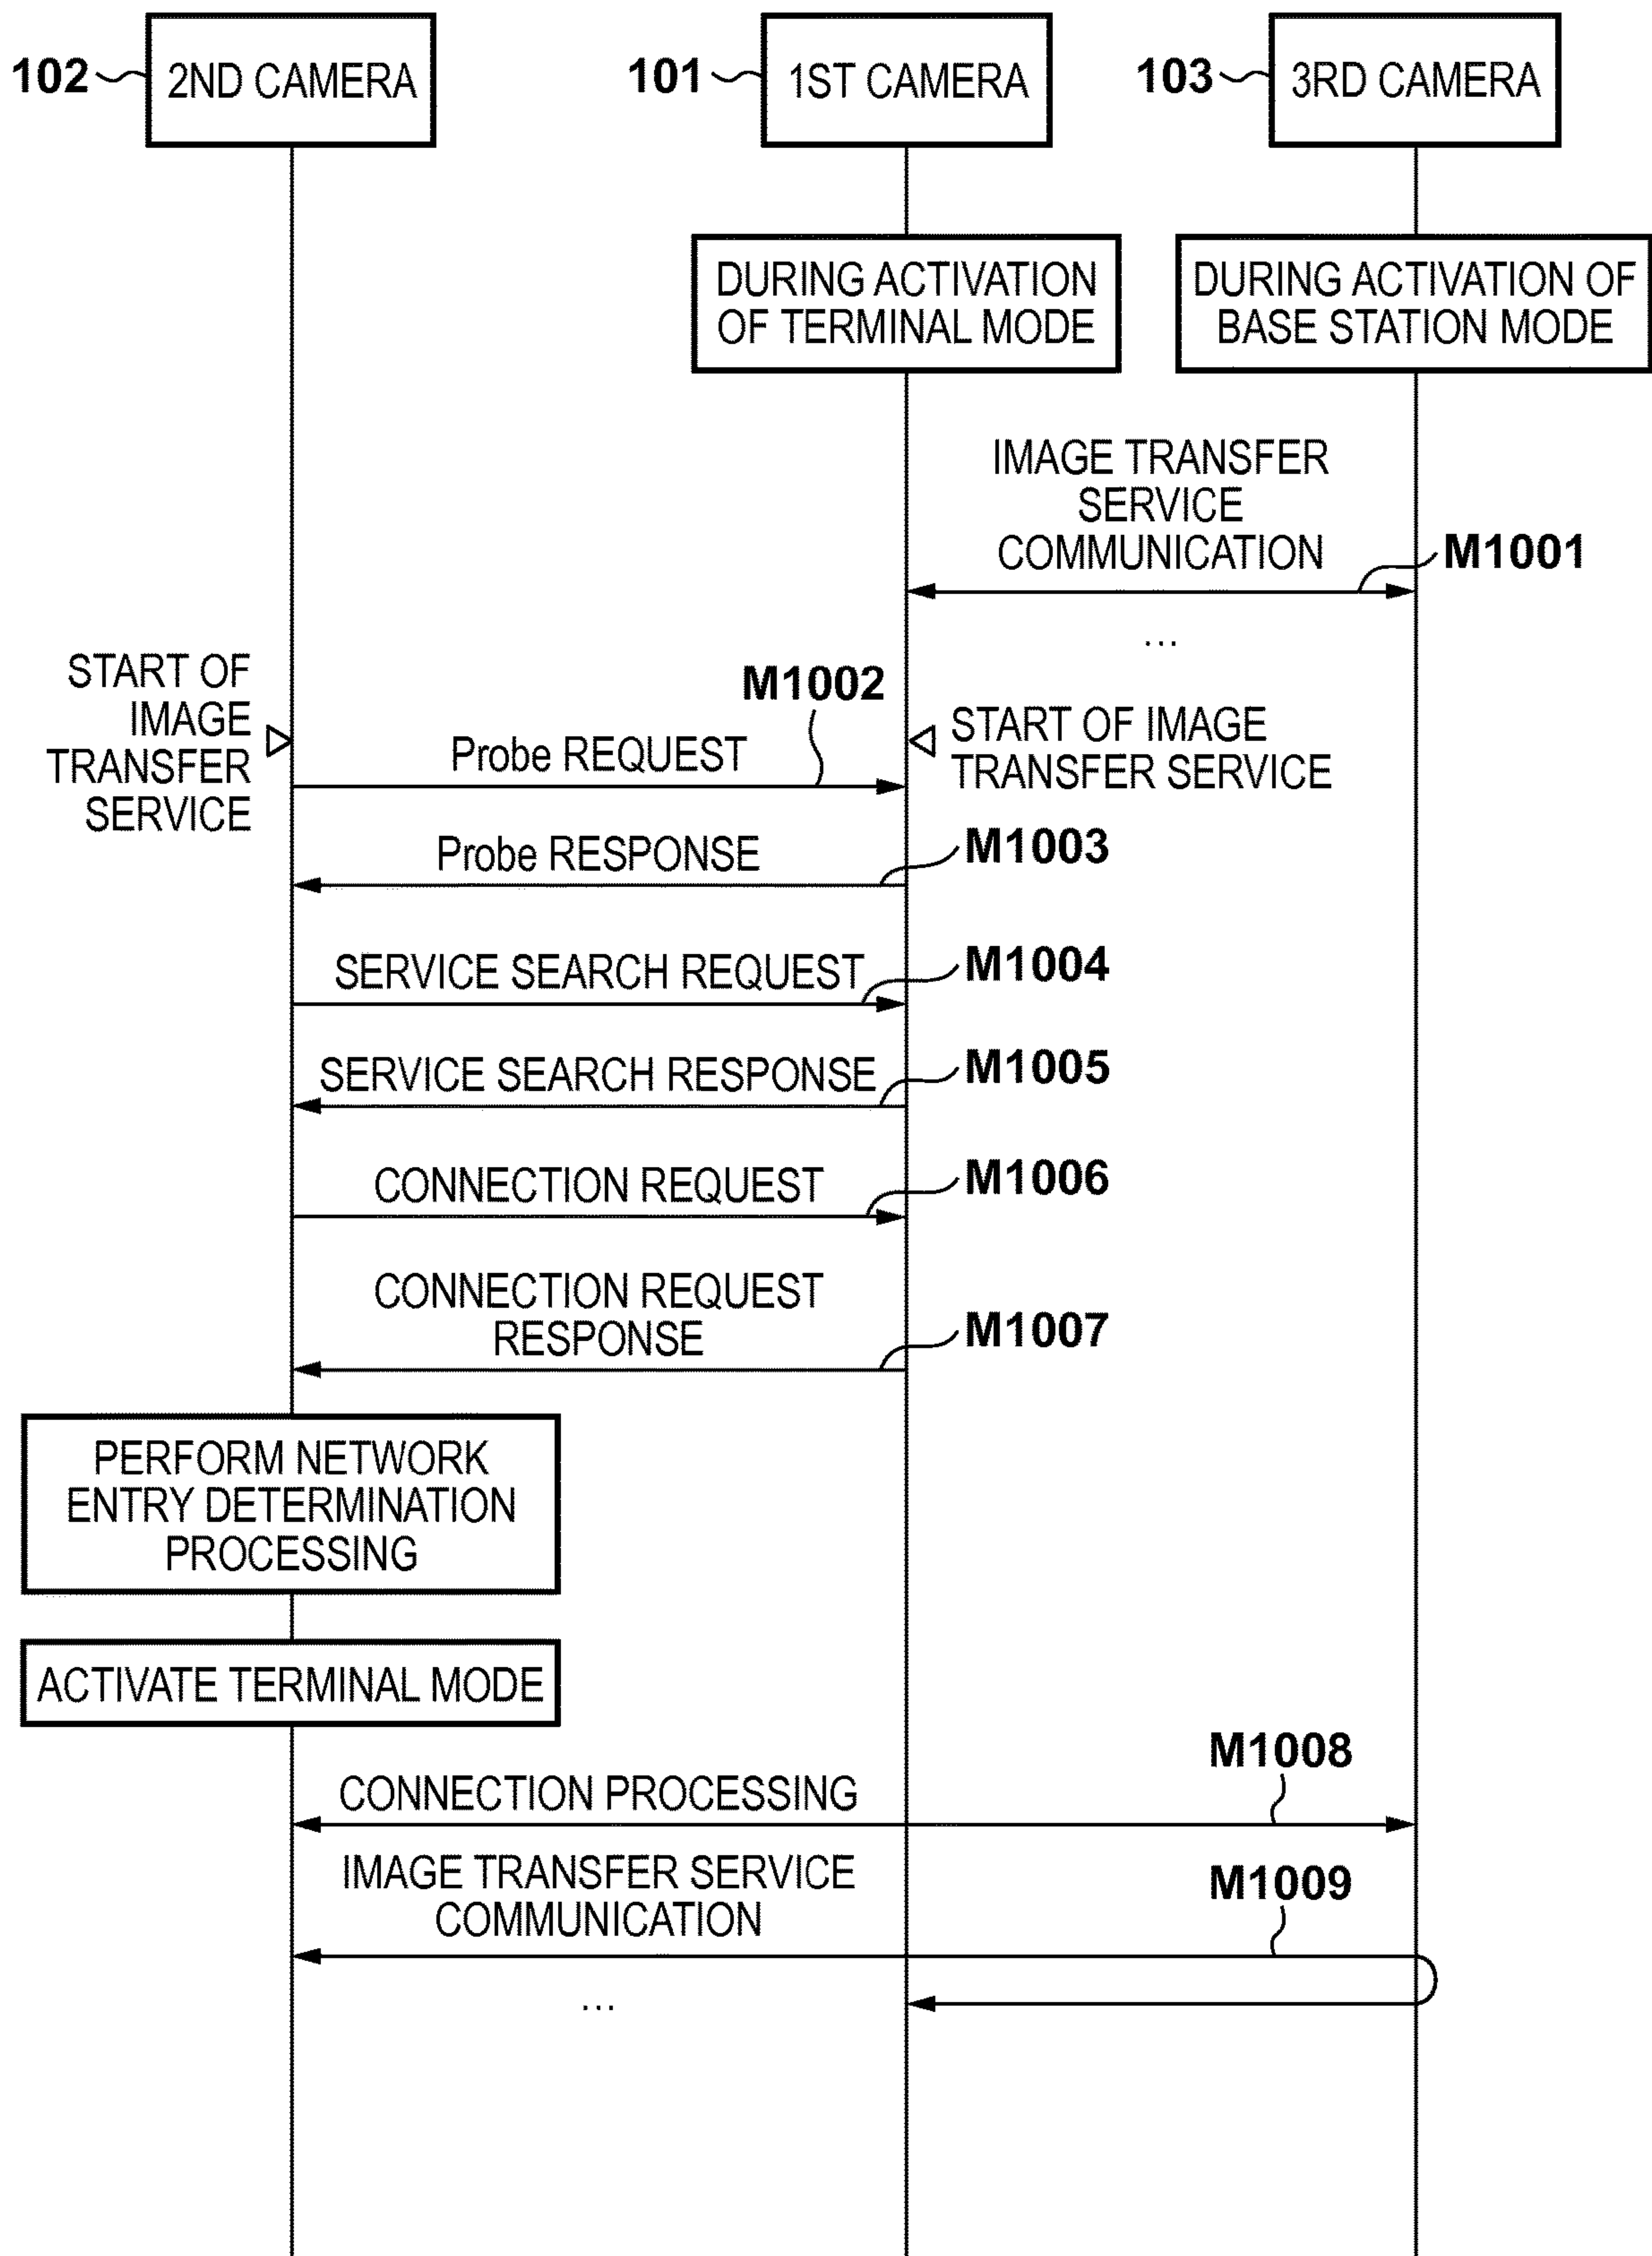 102
2ND CAMERA
101
1ST CAMERA
103
3RD CAMERA
DURING ACTIVATION
OF TERMINAL MODE
DURING ACTIVATION OF
BASE STATION MODE
IMAGE TRANSFER
SERVICE
COMMUNICATION
M1001
...
START OF
IMAGE
TRANSFER
SERVICE
M1002
Probe REQUEST
START OF IMAGE
TRANSFER SERVICE
Probe RESPONSE
M1003
SERVICE SEARCH REQUEST
M1004
SERVICE SEARCH RESPONSE
M1005
CONNECTION REQUEST
M1006
CONNECTION REQUEST
RESPONSE
M1007
PERFORM NETWORK
ENTRY DETERMINATION
PROCESSING
ACTIVATE TERMINAL MODE
M1008
CONNECTION PROCESSING
IMAGE TRANSFER SERVICE
COMMUNICATION
M1009
...